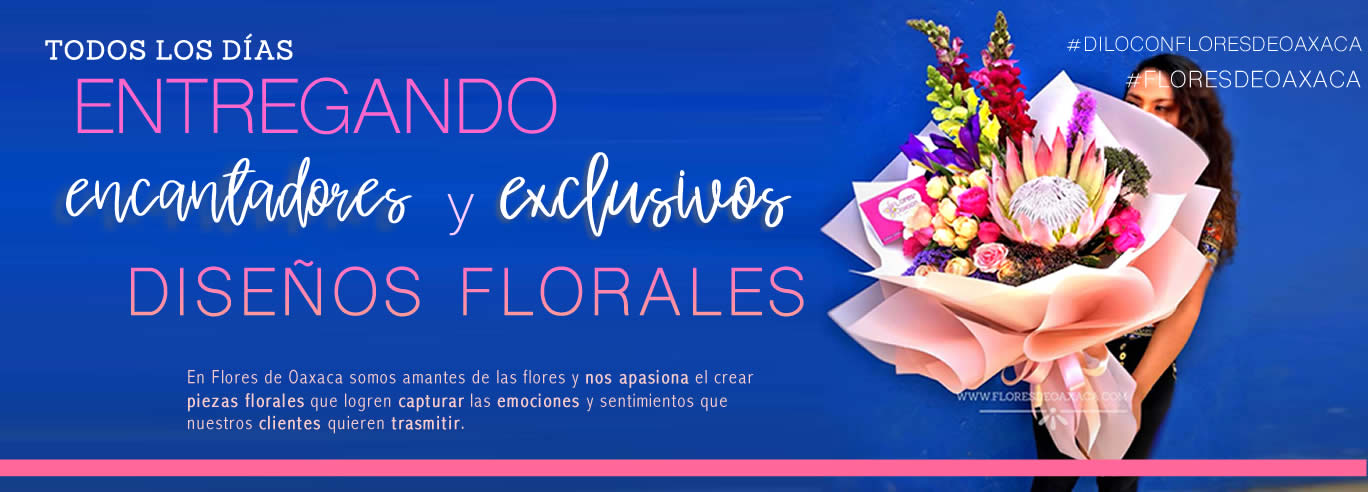 TODOS LOS DÍAS
ENTREGANDO
encantadores y exclusivos
DISEÑOS FLORALES
En Flores de Oaxaca somos amantes de las flores y nos apasiona el crear
piezas florales que logren capturar las emociones y sentimientos que
nuestros clientes quieren trasmitir.
#DILOCONFLORESDEOAXACA
#FLORESDEOAXACA
WWW.FLORESDEOAXACA.COM